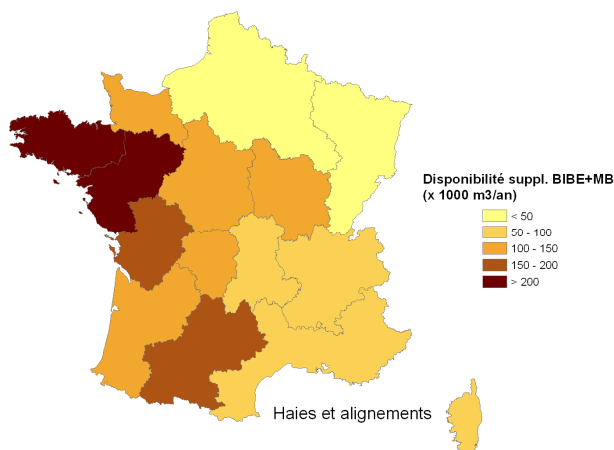 Disponibilité suppl. BIBE+MB
(x 1000 m3/an)
< 50
50 - 100
100 - 150
150 - 200
> 200
Haies et alignements